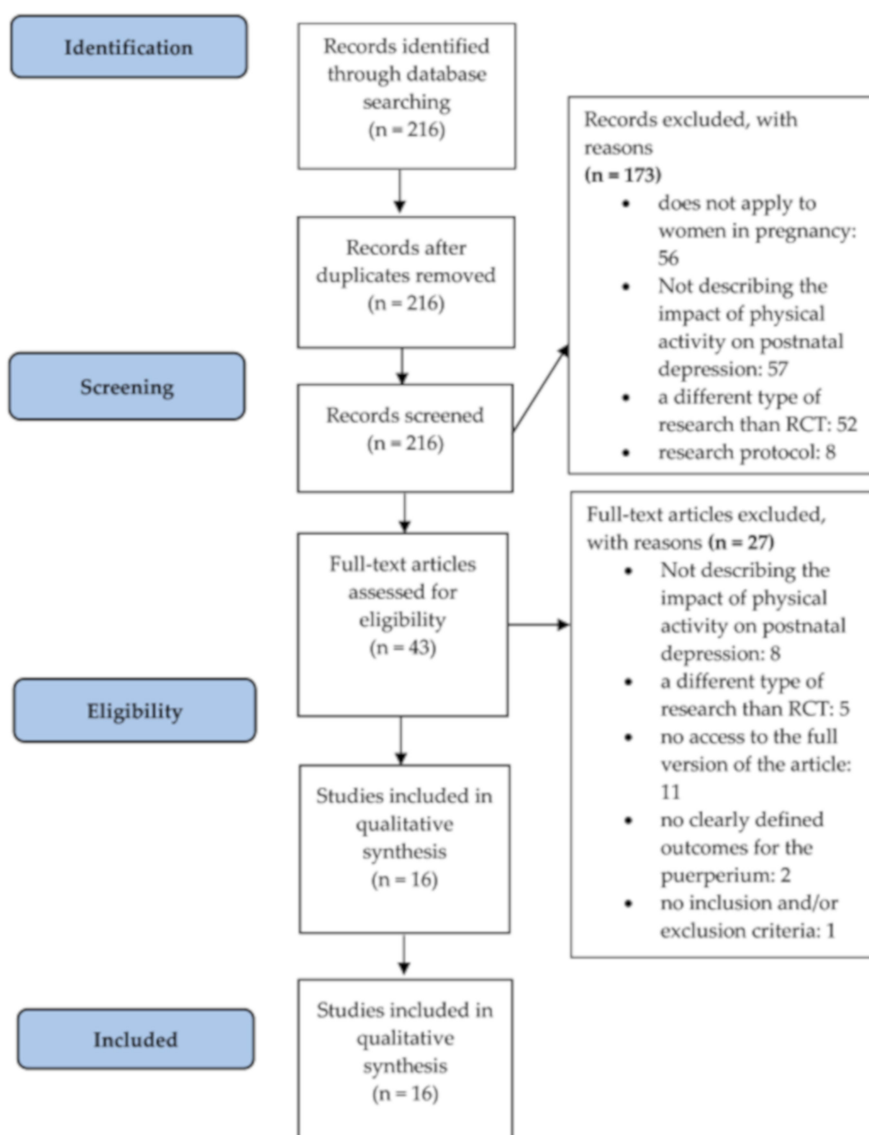 Identification
Records identified
through database
searching
(n = 216)
Records excluded, with
reasons
(n = 173)
• does not apply to
women in pregnancy:
56
• Not describing the
impact of physical
activity on postnatal
depression: 57
• a different type of
research than RCT: 52
• research protocol: 8
Records after
duplicates removed
(n = 216)
Screening
Records screened
(n = 216)
Full-text articles
assessed for
eligibility
(n = 43)
Full-text articles excluded,
with reasons (n = 27)
• Not describing the
impact of physical
activity on postnatal
depression: 8
• a different type of
research than RCT: 5
• no access to the full
version of the article:
11
• no clearly defined
outcomes for the
puerperium: 2
• no inclusion and/or
exclusion criteria: 1
Eligibility
Studies included in
qualitative
synthesis
(n = 16)
Included
Studies included in
qualitative
synthesis
(n = 16)